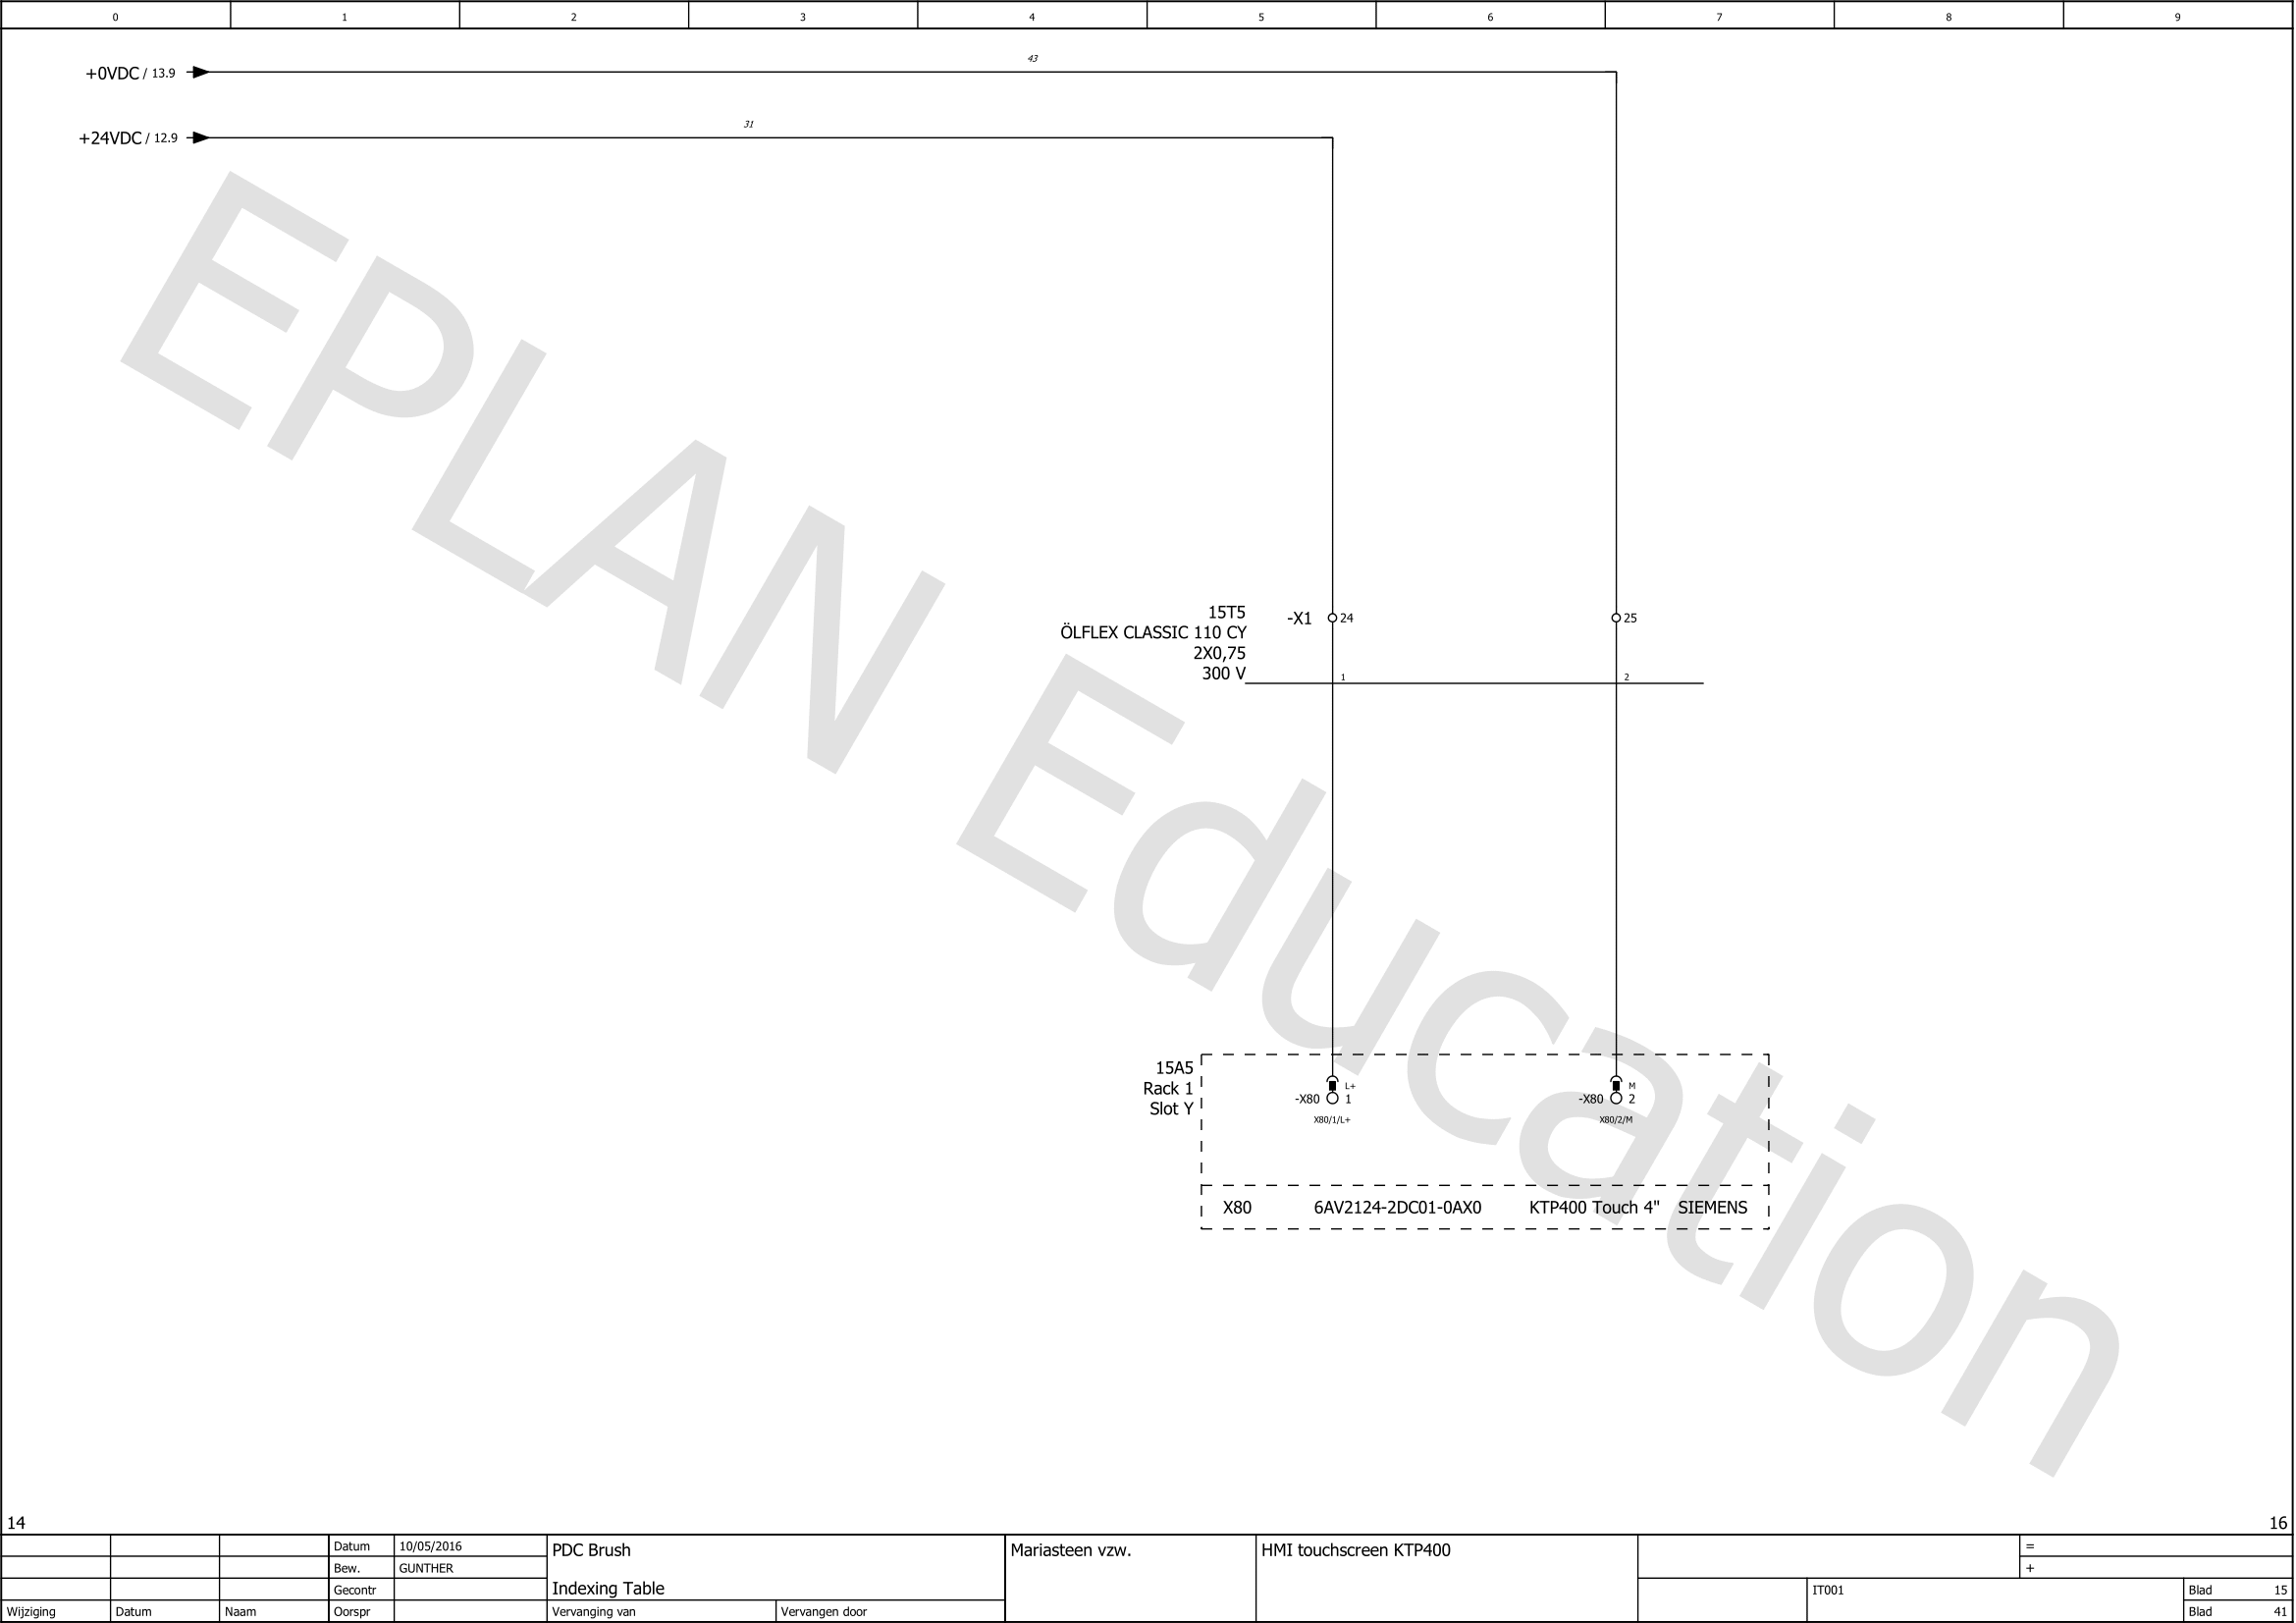 0 1 2 3 4 5 6 7 8 9
43
+0VDC / 13.9
31
+24VDC / 12.9
EPLAN Education
15T5
ÖLFLEX CLASSIC 110 CY
2X0,75
300 V
-X1 24 25
1 2
15A5
Rack 1
Slot Y
L+ M
-X80 1 -X80 2
X80/1/L+ X80/2/M
X80 6AV2124-2DC01-0AX0 KTP400 Touch 4" SIEMENS
14 16
Datum 10/05/2016 PDC Brush Mariasteen vzw. HMI touchscreen KTP400 =
Bew. GUNTHER +
Gecontr Indexing Table IT001 Blad 15
Wijziging Datum Naam Oorspr Vervanging van Vervangen door Blad 41